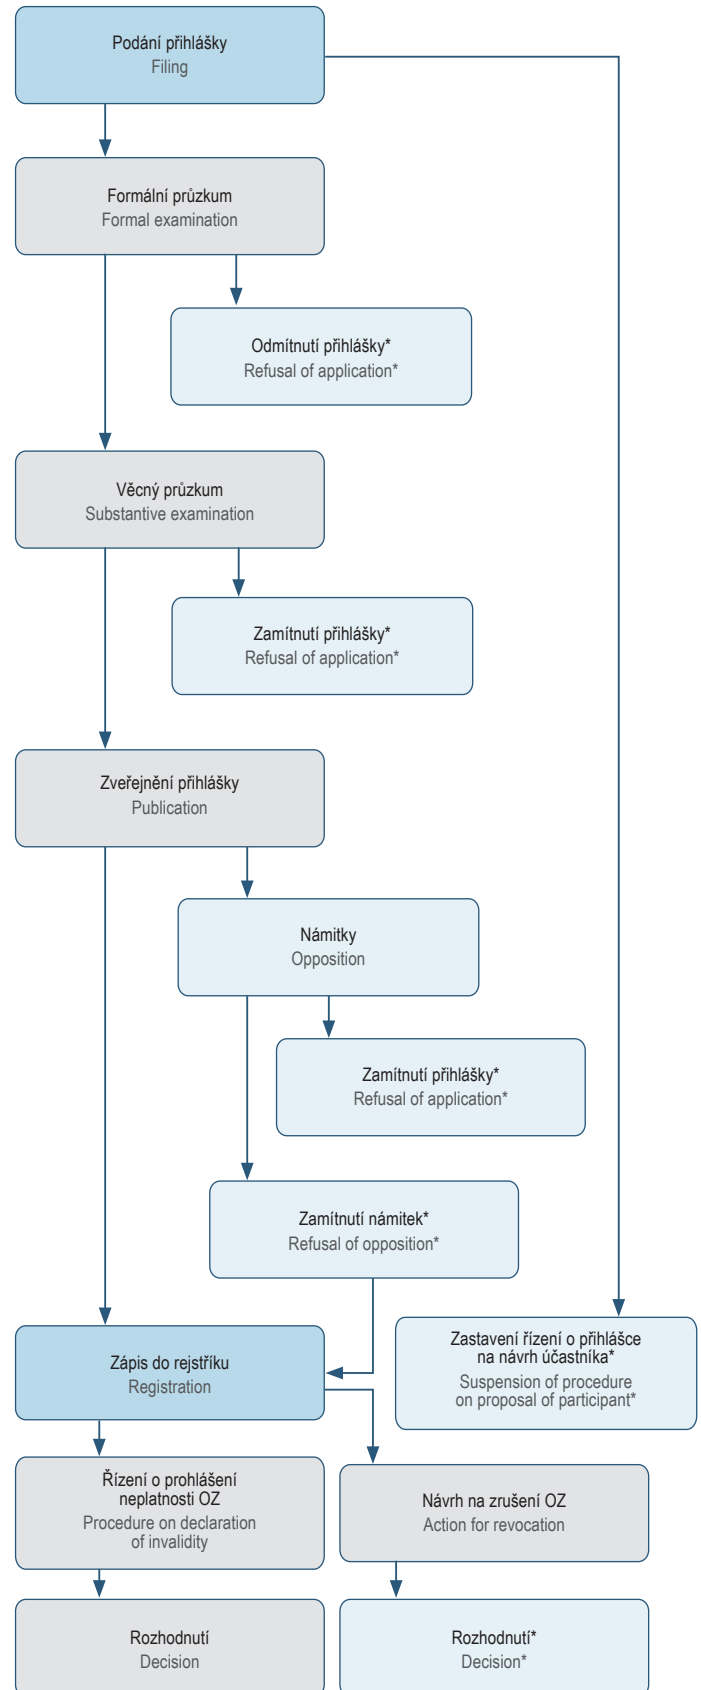 Podání přihlášky
Filing
Formální průzkum
Formal examination
Odmítnutí přihlášky*
Refusal of application*
Věcný průzkum
Substantive examination
Zamítnutí přihlášky*
Refusal of application*
Zveřejnění přihlášky
Publication
Námitky
Opposition
Zamítnutí přihlášky*
Refusal of application*
Zamítnutí námitek*
Refusal of opposition*
Zápis do rejstříku
Registration
Zastavení řízení o přihlášce
na návrh účastníka*
Suspension of procedure
on proposal of participant*
Řízení o prohlášení
neplatnosti OZ
Procedure on declaration
of invalidity
Návrh na zrušení OZ
Action for revocation
Rozhodnutí
Decision
Rozhodnutí*
Decision*